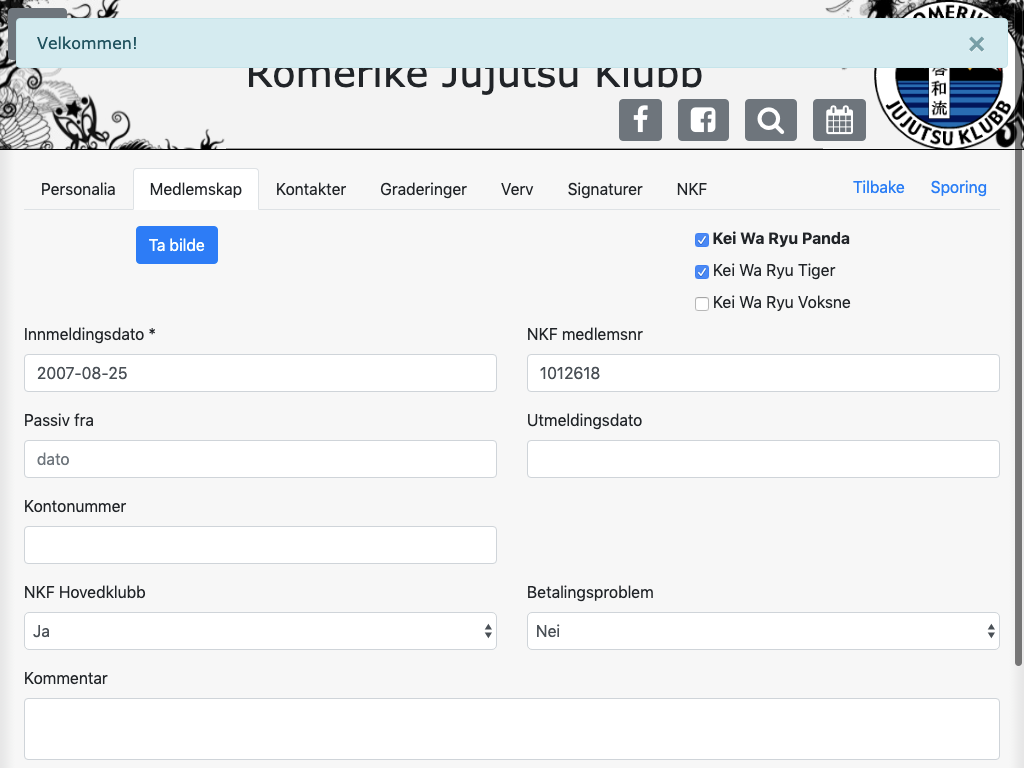 Velkommen!
×
Romerike Jujutsu Klubb
ROMERIKE
啓和流
JUJUTSU KLUBB
Personalia
Medlemskap
Kontakter
Graderinger
Verv
Signaturer
NKF
Tilbake
Sporing
Ta bilde
Kei Wa Ryu Panda
Kei Wa Ryu Tiger
Kei Wa Ryu Voksne
Innmeldingsdato *
NKF medlemsnr
2007-08-25
1012618
Passiv fra
Utmeldingsdato
dato
Kontonummer
NKF Hovedklubb
Betalingsproblem
Ja
Nei
Kommentar